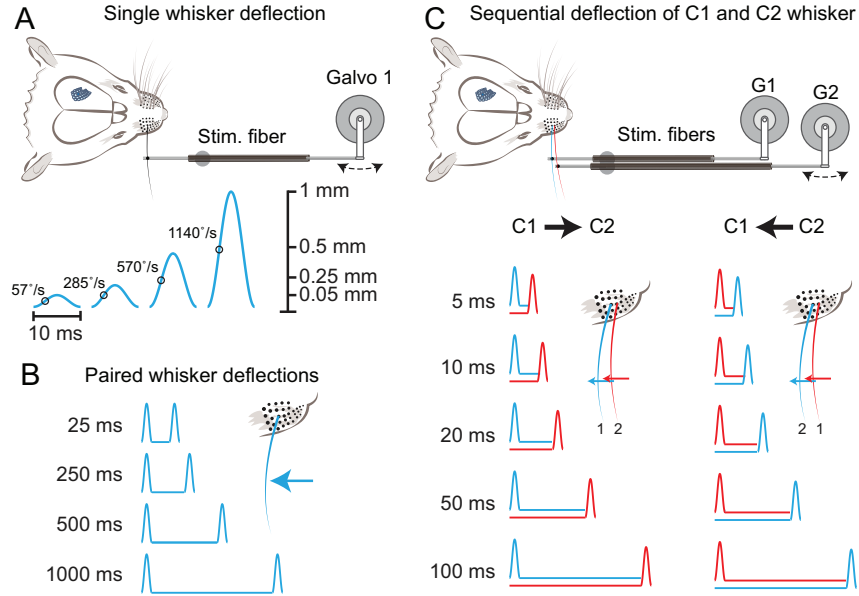 A
Single whisker deflection
Galvo 1
Stim. fiber
1 mm
0.5 mm
0.25 mm
0.05 mm
57°/s
285°/s
570°/s
1140°/s
10 ms
B
Paired whisker deflections
25 ms
250 ms
500 ms
1000 ms
C
Sequential deflection of C1 and C2 whisker
G1
G2
Stim. fibers
C1 C2
C1 C2
5 ms
10 ms
20 ms
50 ms
100 ms
1 2
2 1